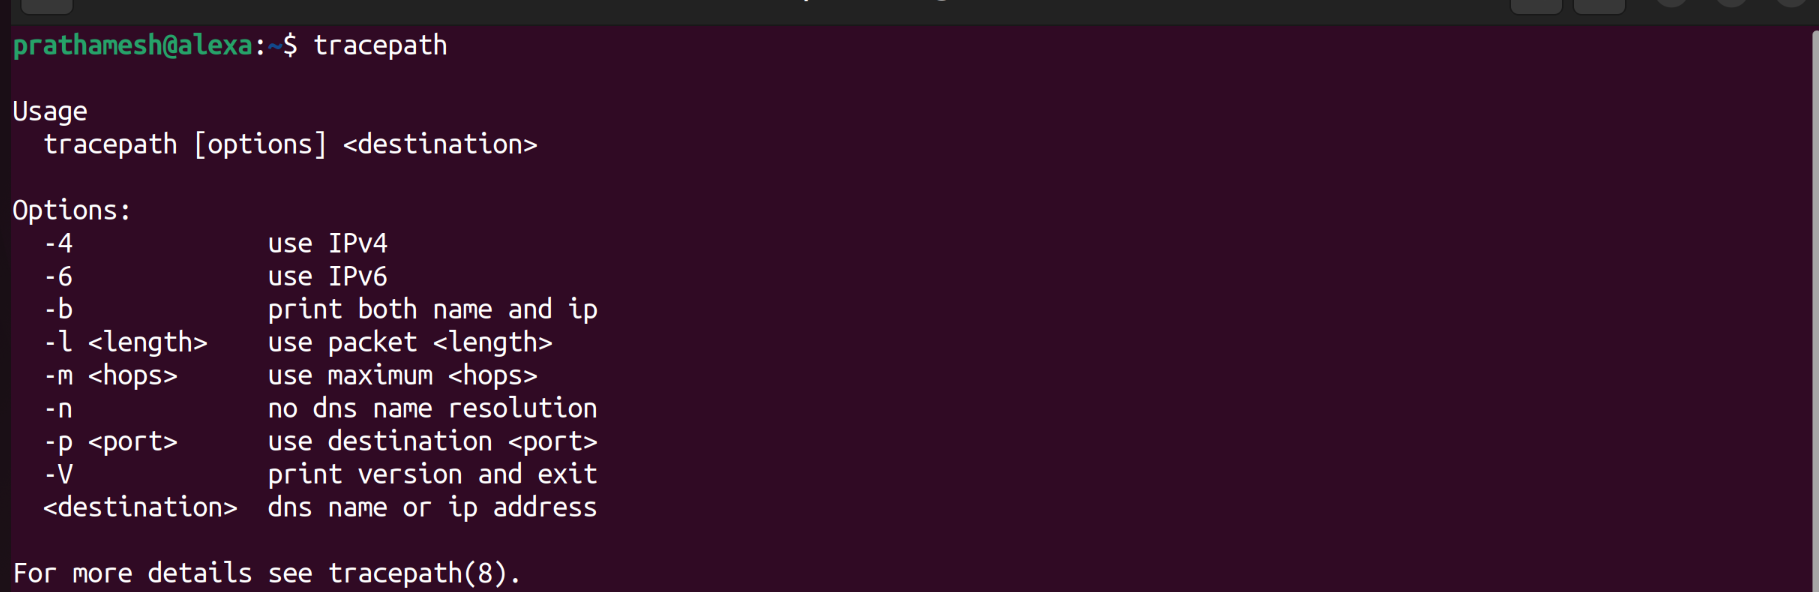 prathamesh@alexa:~$ tracepath

Usage
  tracepath [options] <destination>

Options:
  -4             use IPv4
  -6             use IPv6
  -b             print both name and ip
  -l <length>    use packet <length>
  -m <hops>      use maximum <hops>
  -n             no dns name resolution
  -p <port>      use destination <port>
  -V             print version and exit
  <destination>  dns name or ip address

For more details see tracepath(8).